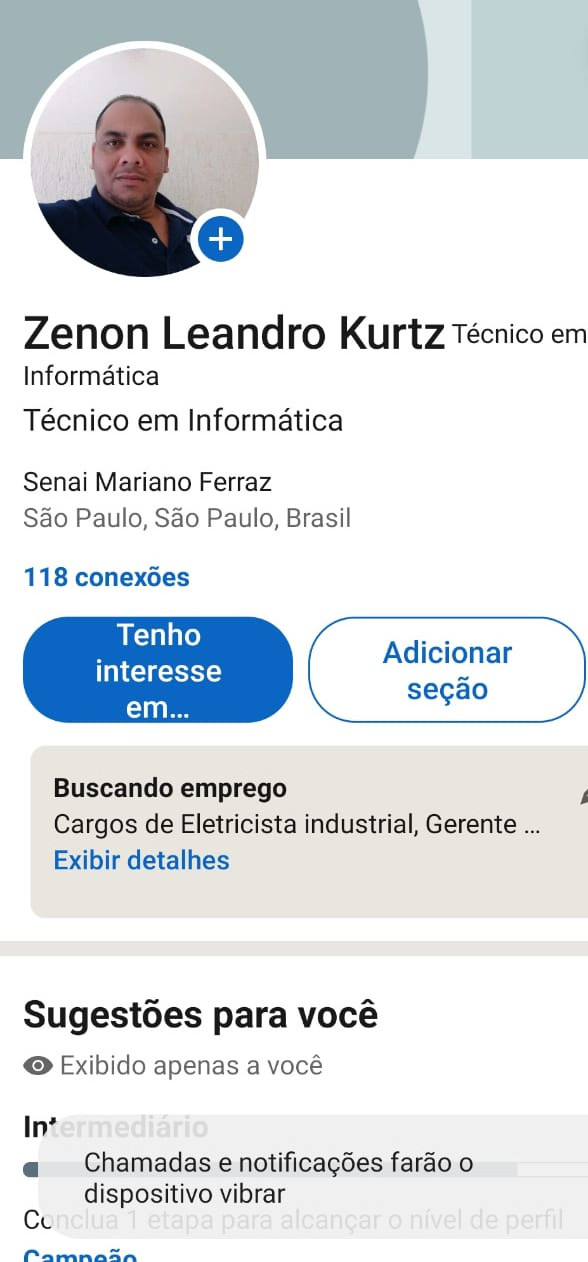 Zenon Leandro Kurtz Técnico em
Informática
Técnico em Informática
Senai Mariano Ferraz
São Paulo, São Paulo, Brasil
118 conexões
Tenho
interesse
em...
Adicionar
seção
Buscando emprego
Cargos de Eletricista industrial, Gerente ...
Exibir detalhes
Sugestões para você
Exibido apenas a você
Intermediário
Chamadas e notificações farão o
dispositivo vibrar
Conclua 1 etapa para alcançar o nível de perfil
Campeão